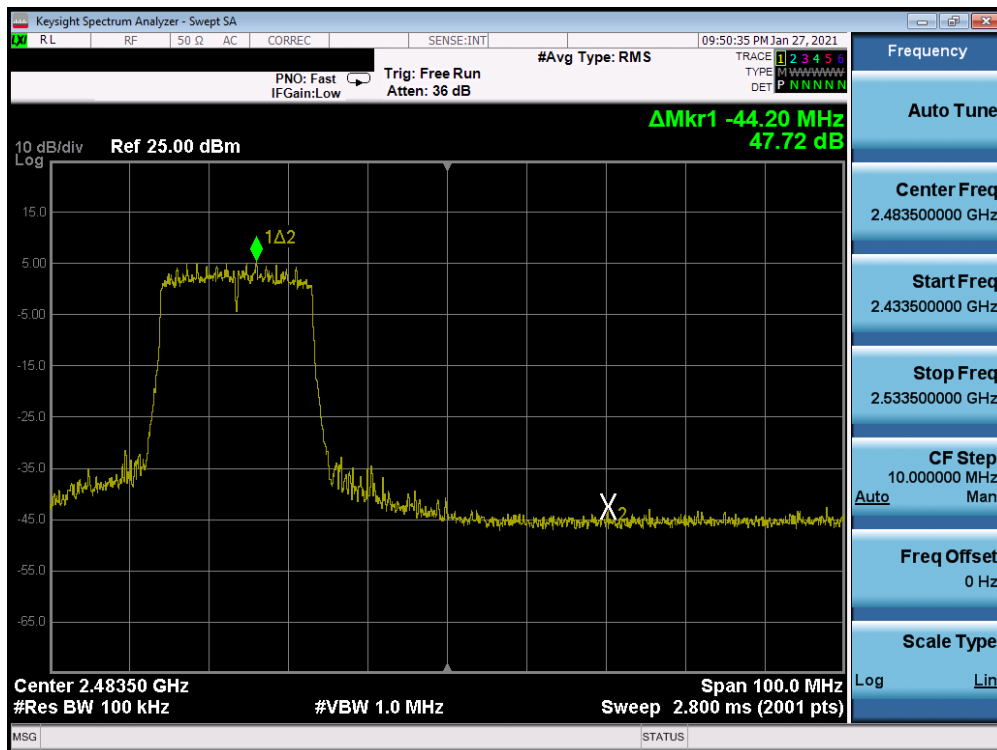 Keysight Spectrum Analyzer - Swept SA
LXI RL RF 50 Ω AC CORREC SENSE:INT 09:50:35 PM Jan 27, 2021
#Avg Type: RMS
TRACE 1 2 3 4 5 6
PNO: Fast Trig: Free Run
TYPE M WWWWW
IFGain:Low Atten: 36 dB
DET P N N N N N
ΔMkr1 -44.20 MHz
47.72 dB
10 dB/div Ref 25.00 dBm
Log
15.0
1Δ2
5.00
-5.00
-15.0
-25.0
-35.0
X2
-45.0
-55.0
-65.0
Center 2.48350 GHz Span 100.0 MHz
#Res BW 100 kHz #VBW 1.0 MHz Sweep 2.800 ms (2001 pts)
MSG STATUS
Frequency
Auto Tune
Center Freq
2.483500000 GHz
Start Freq
2.433500000 GHz
Stop Freq
2.533500000 GHz
CF Step
10.000000 MHz
Auto Man
Freq Offset
0 Hz
Scale Type
Log Lin